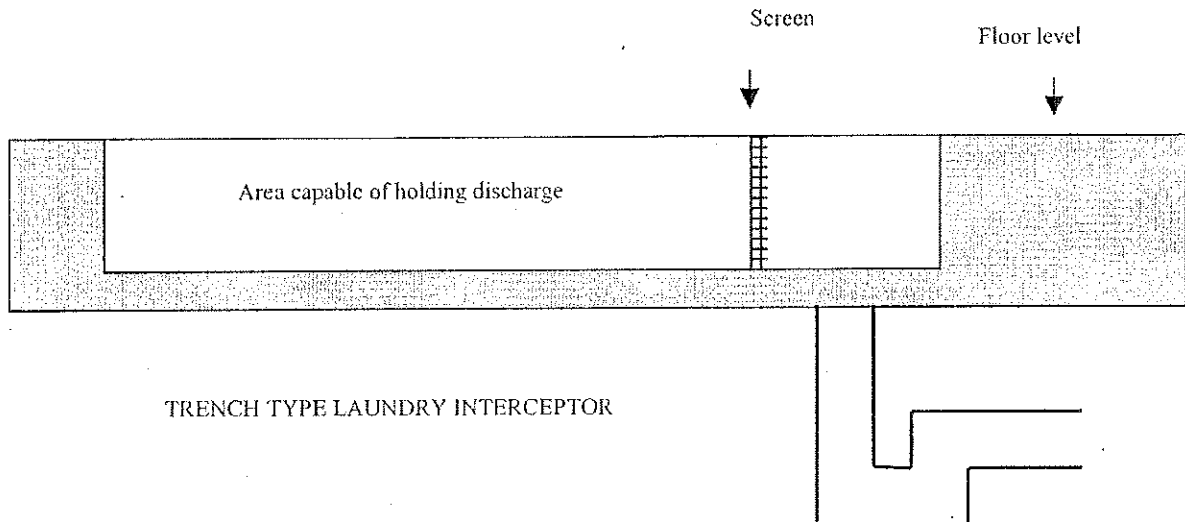 Screen
Floor level
Area capable of holding discharge
TRENCH TYPE LAUNDRY INTERCEPTOR